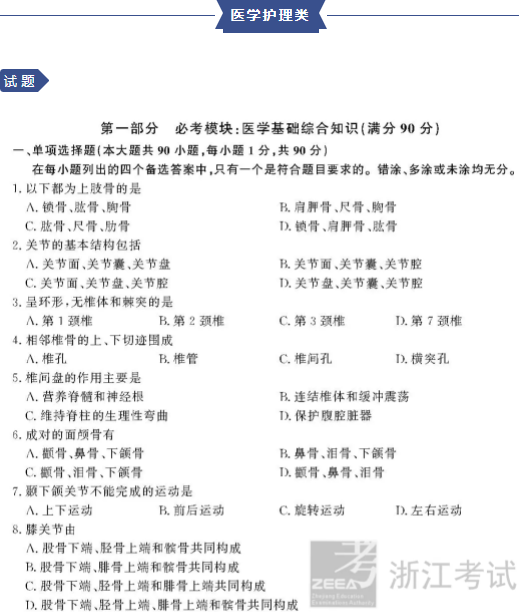 医学护理类
试题
第一部分 必考模块:医学基础综合知识(满分 90 分)
一、单项选择题(本大题共 90 小题,每小题 1 分,共 90 分)
在每小题列出的四个备选答案中,只有一个是符合题目要求的。错涂、多涂或未涂均无分。
1. 以下都为上肢骨的是
A. 锁骨、肱骨、胸骨 B. 肩胛骨、尺骨、胸骨
C. 肱骨、尺骨、肋骨 D. 锁骨、肩胛骨、肱骨
2. 关节的基本结构包括
A. 关节面、关节囊、关节盘 B. 关节面、关节囊、关节腔
C. 关节面、关节盘、关节腔 D. 关节盘、关节囊、关节腔
3. 呈环形,无椎体和棘突的是
A. 第 1 颈椎 B. 第 2 颈椎 C. 第 3 颈椎 D. 第 7 颈椎
4. 相邻椎骨的上、下切迹围成
A. 椎孔 B. 椎管 C. 椎间孔 D. 横突孔
5. 椎间盘的作用主要是
A. 营养脊髓和神经根 B. 连结椎体和缓冲震荡
C. 维持脊柱的生理性弯曲 D. 保护腹腔脏器
6. 成对的面颅骨有
A. 颧骨、鼻骨、下颌骨 B. 鼻骨、泪骨、下颌骨
C. 颧骨、泪骨、下颌骨 D. 颧骨、鼻骨、泪骨
7. 颞下颌关节不能完成的运动是
A. 上下运动 B. 前后运动 C. 旋转运动 D. 左右运动
8. 膝关节由
A. 股骨下端、胫骨上端和髌骨共同构成
B. 股骨下端、腓骨上端和髌骨共同构成
C. 股骨下端、胫骨上端和腓骨上端共同构成
D. 股骨下端、胫骨上端、腓骨上端和髌骨共同构成
考
ZEEA
浙江考试